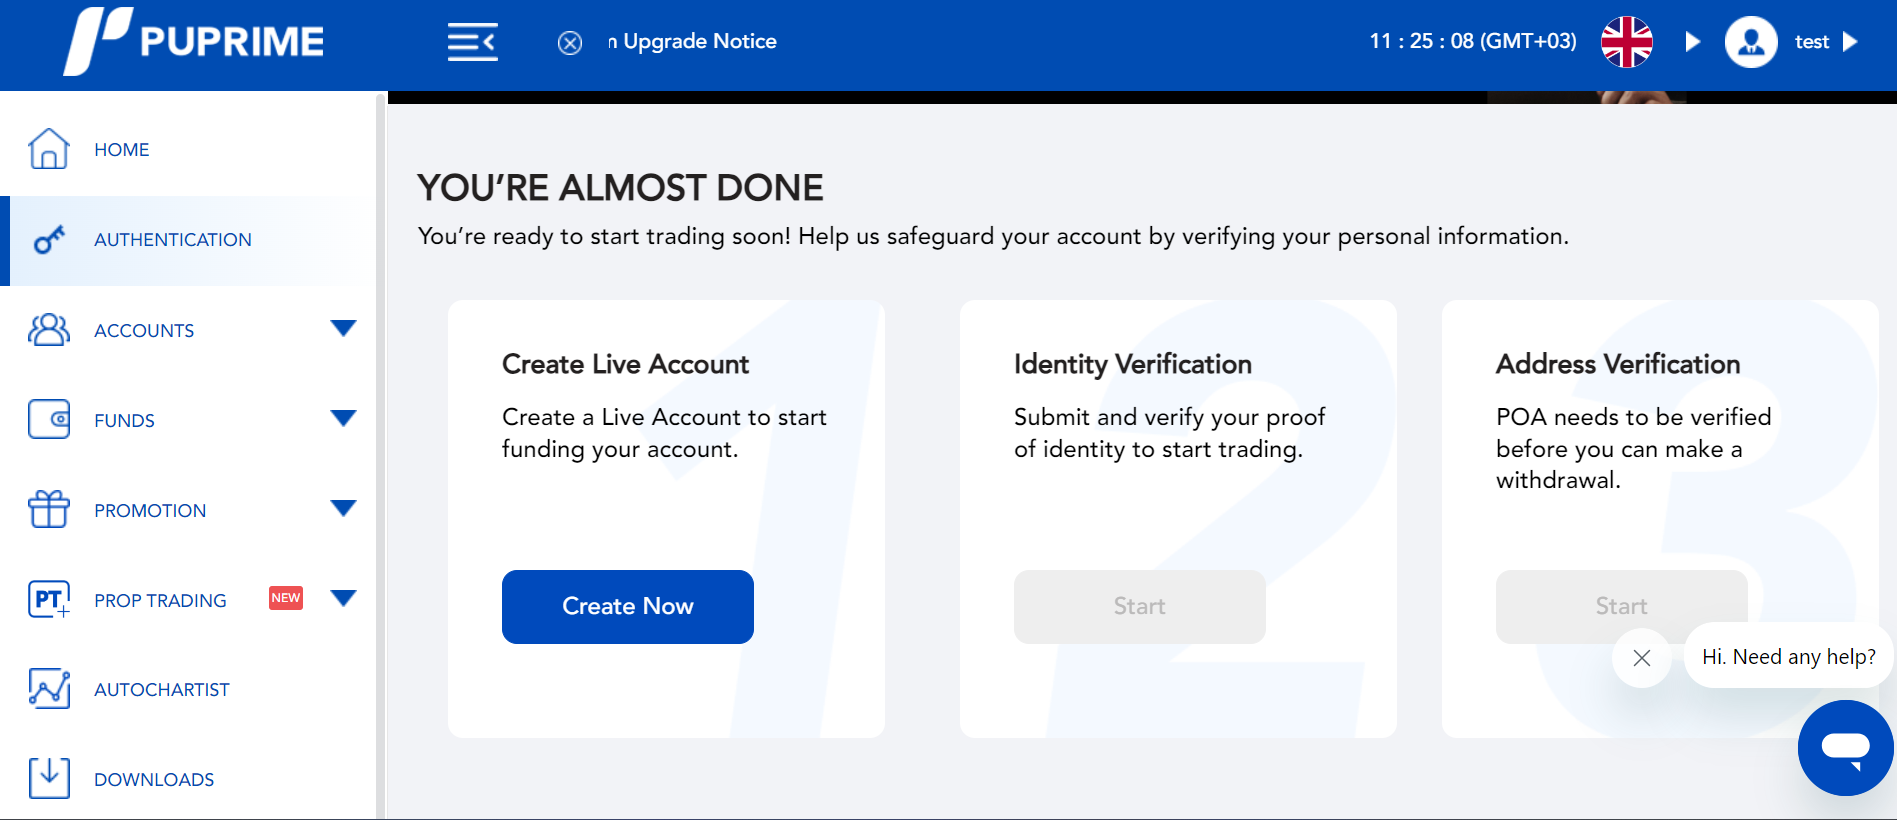 PUPRIME
n Upgrade Notice
11 : 25 : 08 (GMT+03)
test
HOME
AUTHENTICATION
ACCOUNTS
FUNDS
PROMOTION
PT+
PROP TRADING
NEW
AUTOCHARTIST
DOWNLOADS
YOU’RE ALMOST DONE
You’re ready to start trading soon! Help us safeguard your account by verifying your personal information.
1
Create Live Account
Create a Live Account to start
funding your account.
Create Now
2
Identity Verification
Submit and verify your proof
of identity to start trading.
Start
3
Address Verification
POA needs to be verified
before you can make a
withdrawal.
Start
Hi. Need any help?